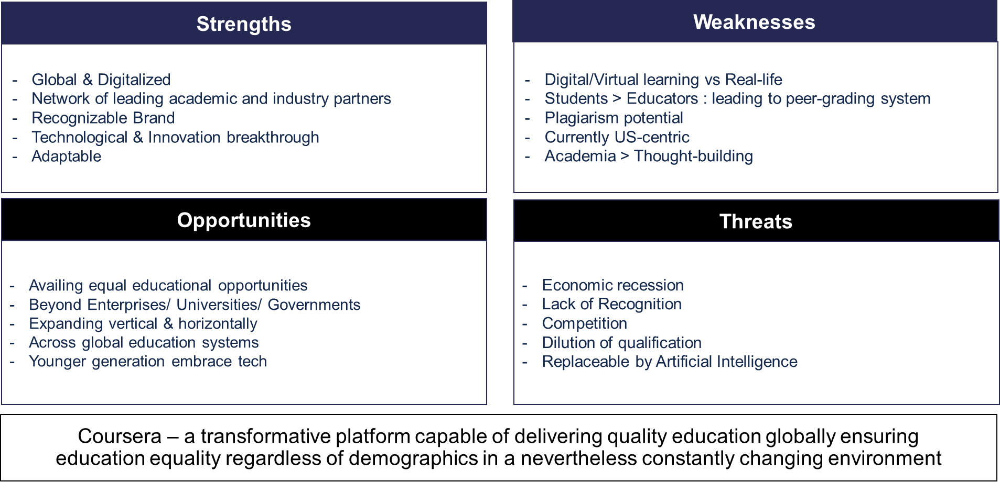 Strengths
- Global & Digitalized
- Network of leading academic and industry partners
- Recognizable Brand
- Technological & Innovation breakthrough
- Adaptable
Weaknesses
- Digital/Virtual learning vs Real-life
- Students > Educators : leading to peer-grading system
- Plagiarism potential
- Currently US-centric
- Academia > Thought-building
Opportunities
- Availing equal educational opportunities
- Beyond Enterprises/ Universities/ Governments
- Expanding vertical & horizontally
- Across global education systems
- Younger generation embrace tech
Threats
- Economic recession
- Lack of Recognition
- Competition
- Dilution of qualification
- Replaceable by Artificial Intelligence
Coursera – a transformative platform capable of delivering quality education globally ensuring
education equality regardless of demographics in a nevertheless constantly changing environment